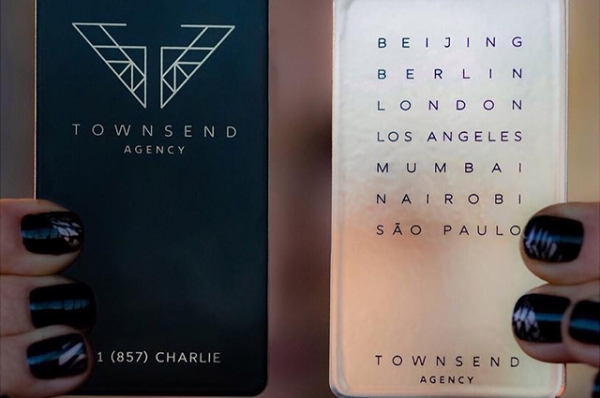 TOWNSEND
AGENCY
1 (857) CHARLIE
BEIJING
BERLIN
LONDON
LOS ANGELES
MUMBAI
NAIROBI
SÃO PAULO
TOWNSEND
AGENCY